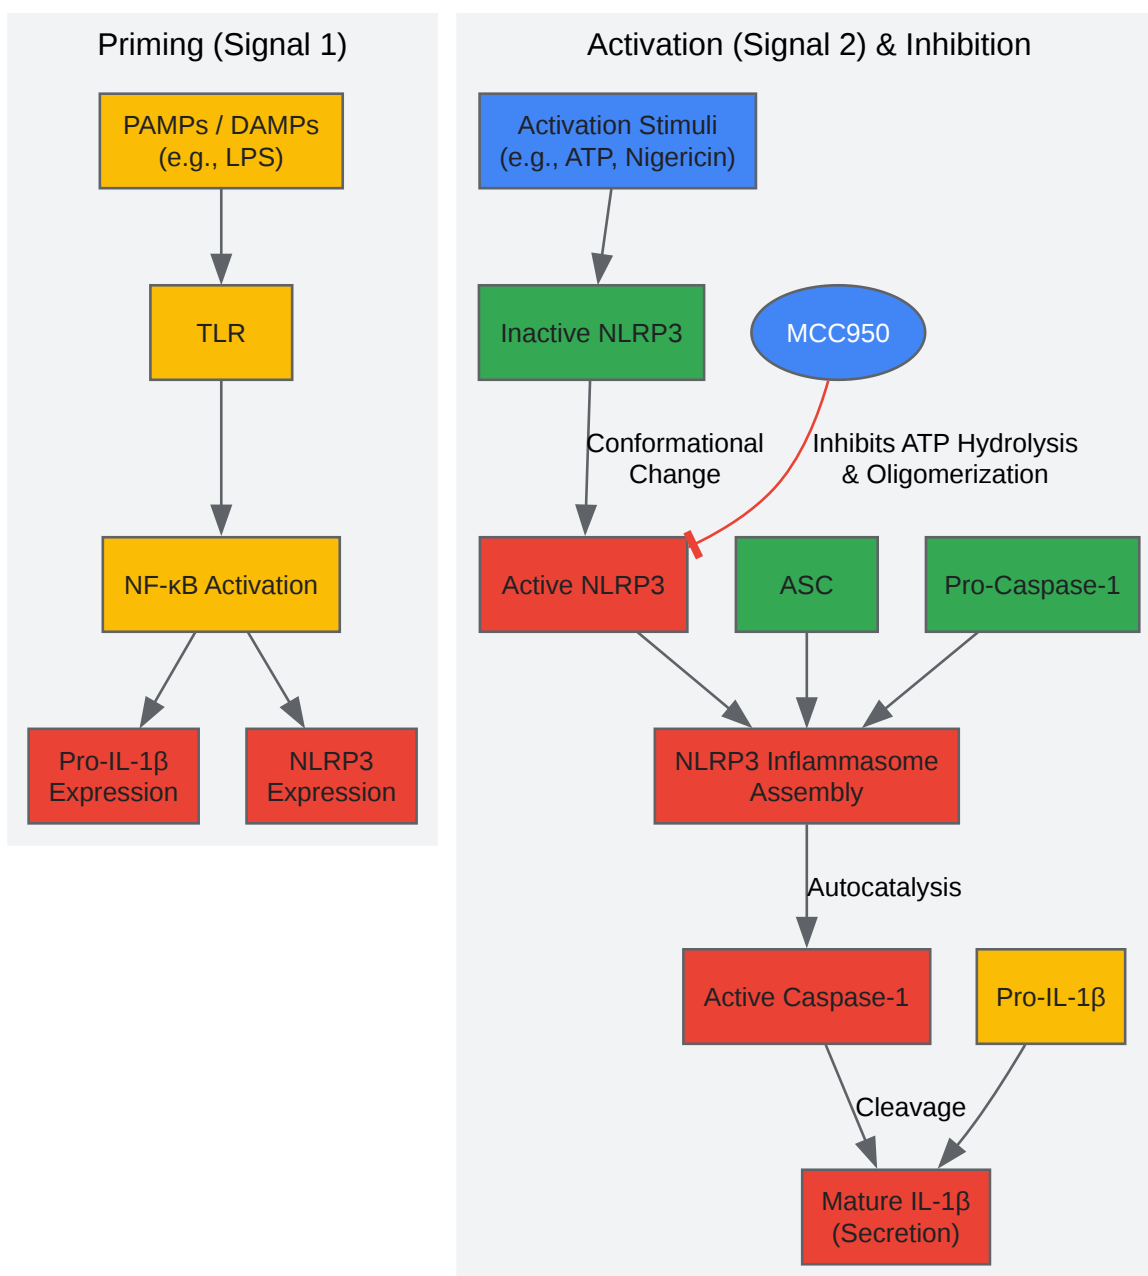 Priming (Signal 1)
PAMPs / DAMPs
(e.g., LPS)
TLR
NF-κB Activation
Pro-IL-1β
Expression
NLRP3
Expression
Activation (Signal 2) & Inhibition
Activation Stimuli
(e.g., ATP, Nigericin)
Inactive NLRP3
MCC950
Conformational
Change
Inhibits ATP Hydrolysis
& Oligomerization
Active NLRP3
ASC
Pro-Caspase-1
NLRP3 Inflammasome
Assembly
Autocatalysis
Active Caspase-1
Pro-IL-1β
Cleavage
Mature IL-1β
(Secretion)